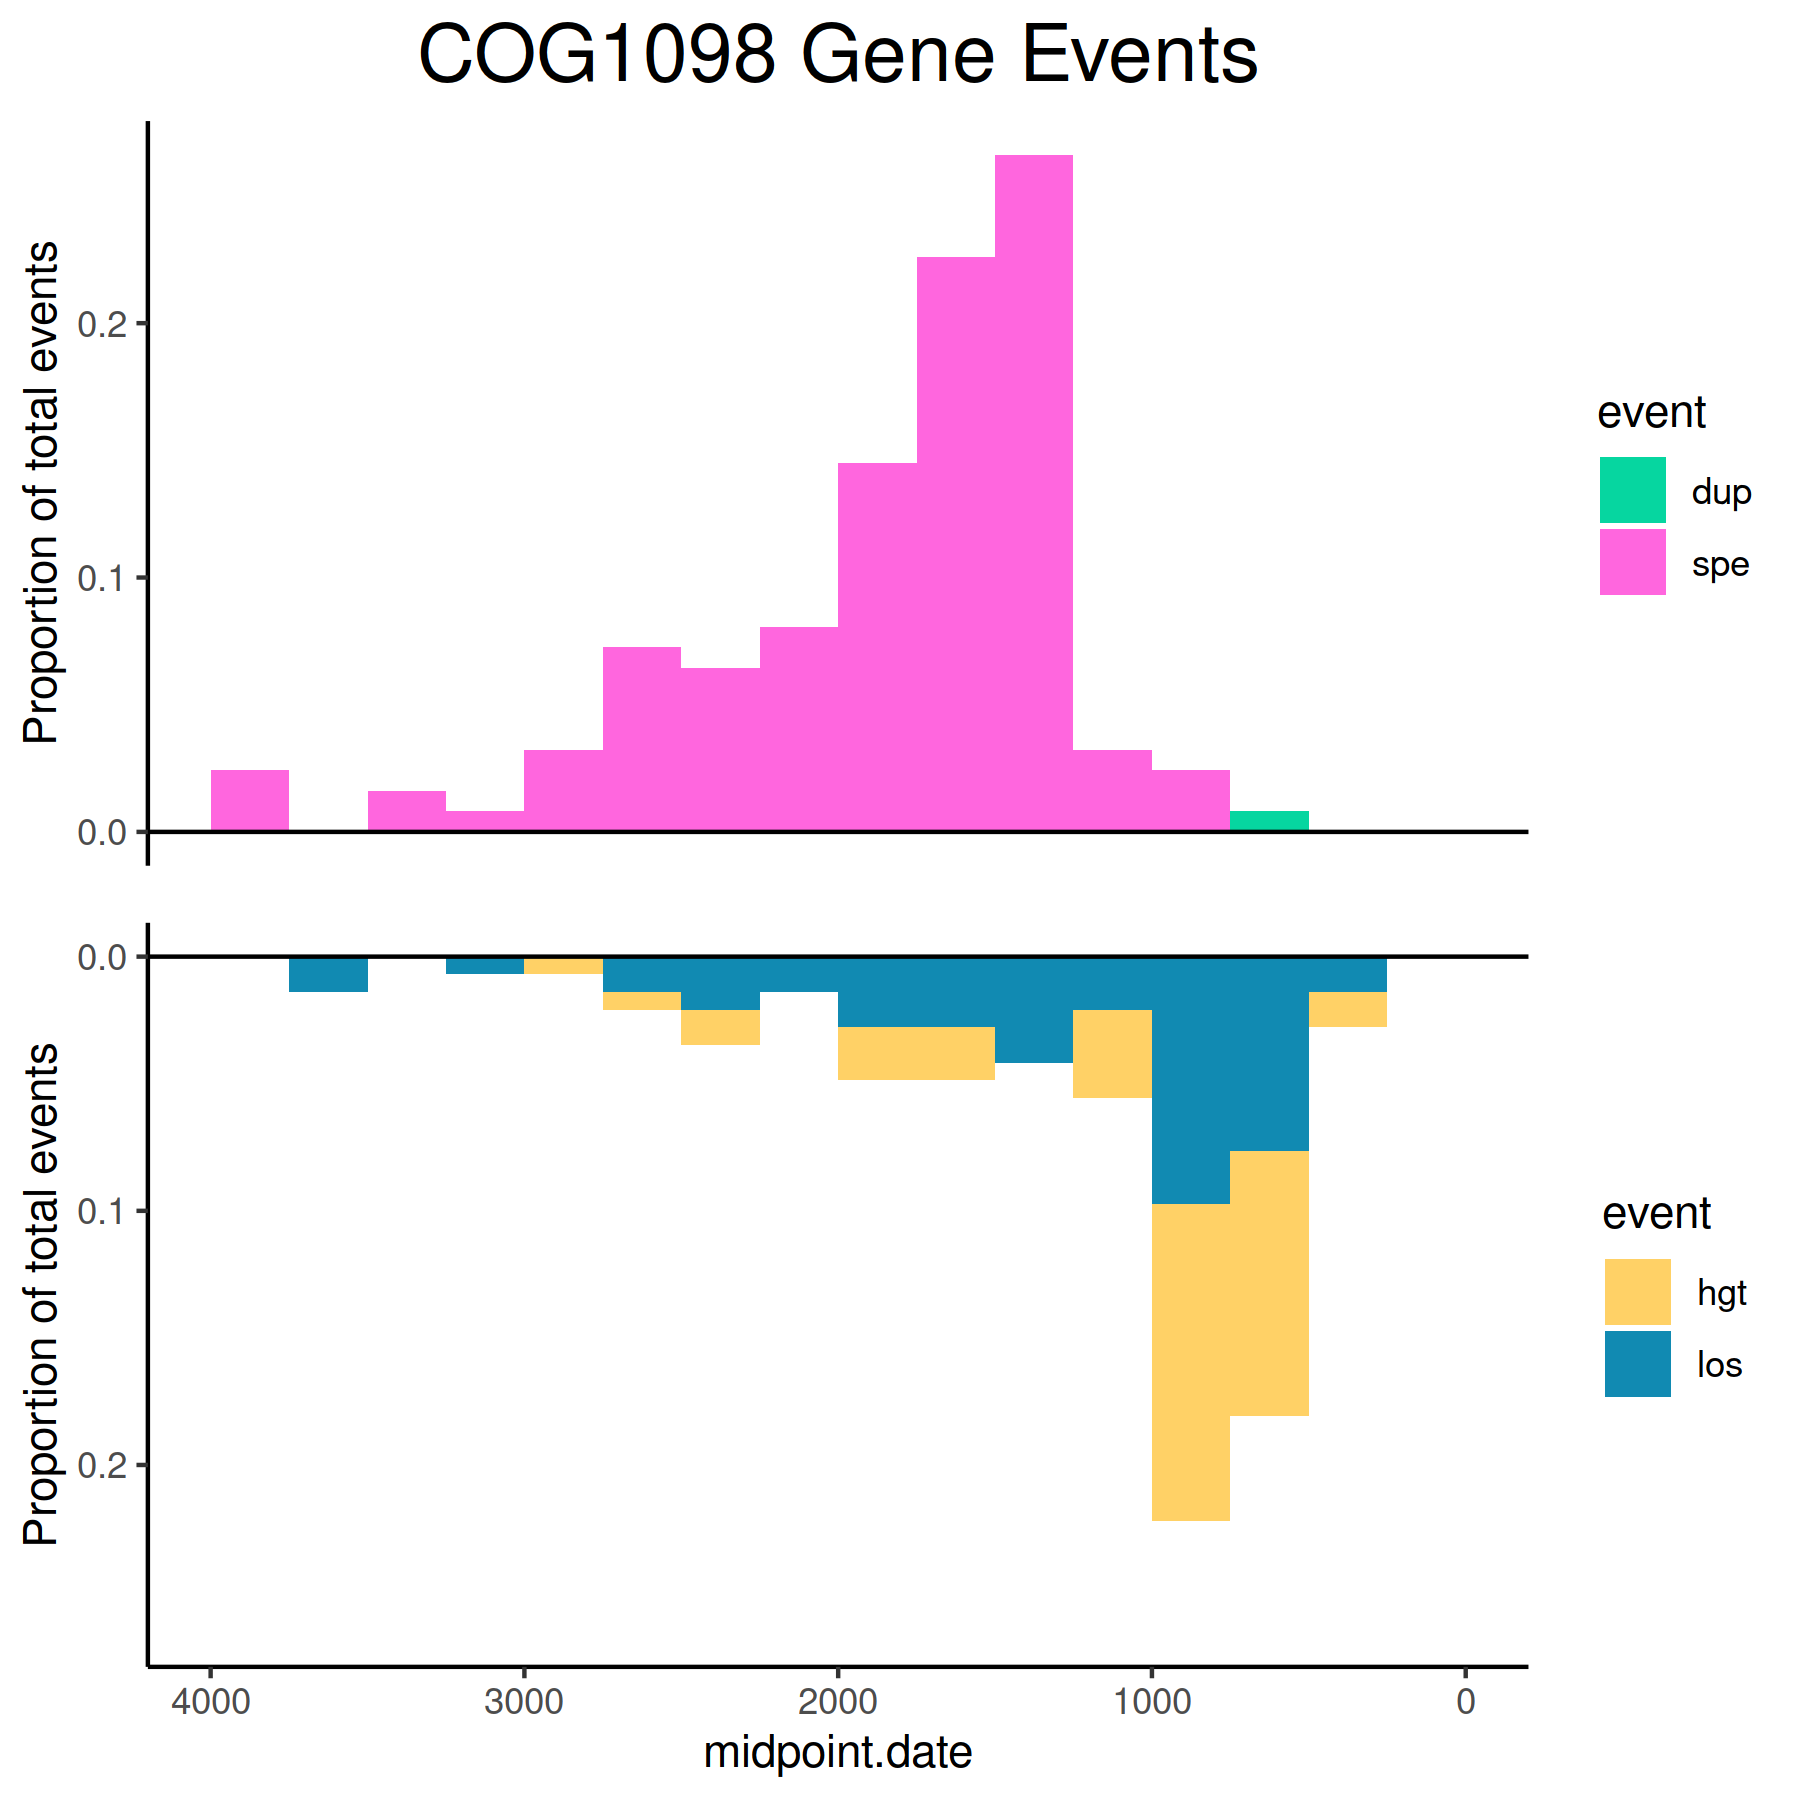 COG1098 Gene Events
Proportion of total events
0.2
0.1
0.0
event
dup
spe
Proportion of total events
0.0
0.1
0.2
event
hgt
los
4000 3000 2000 1000 0
midpoint.date